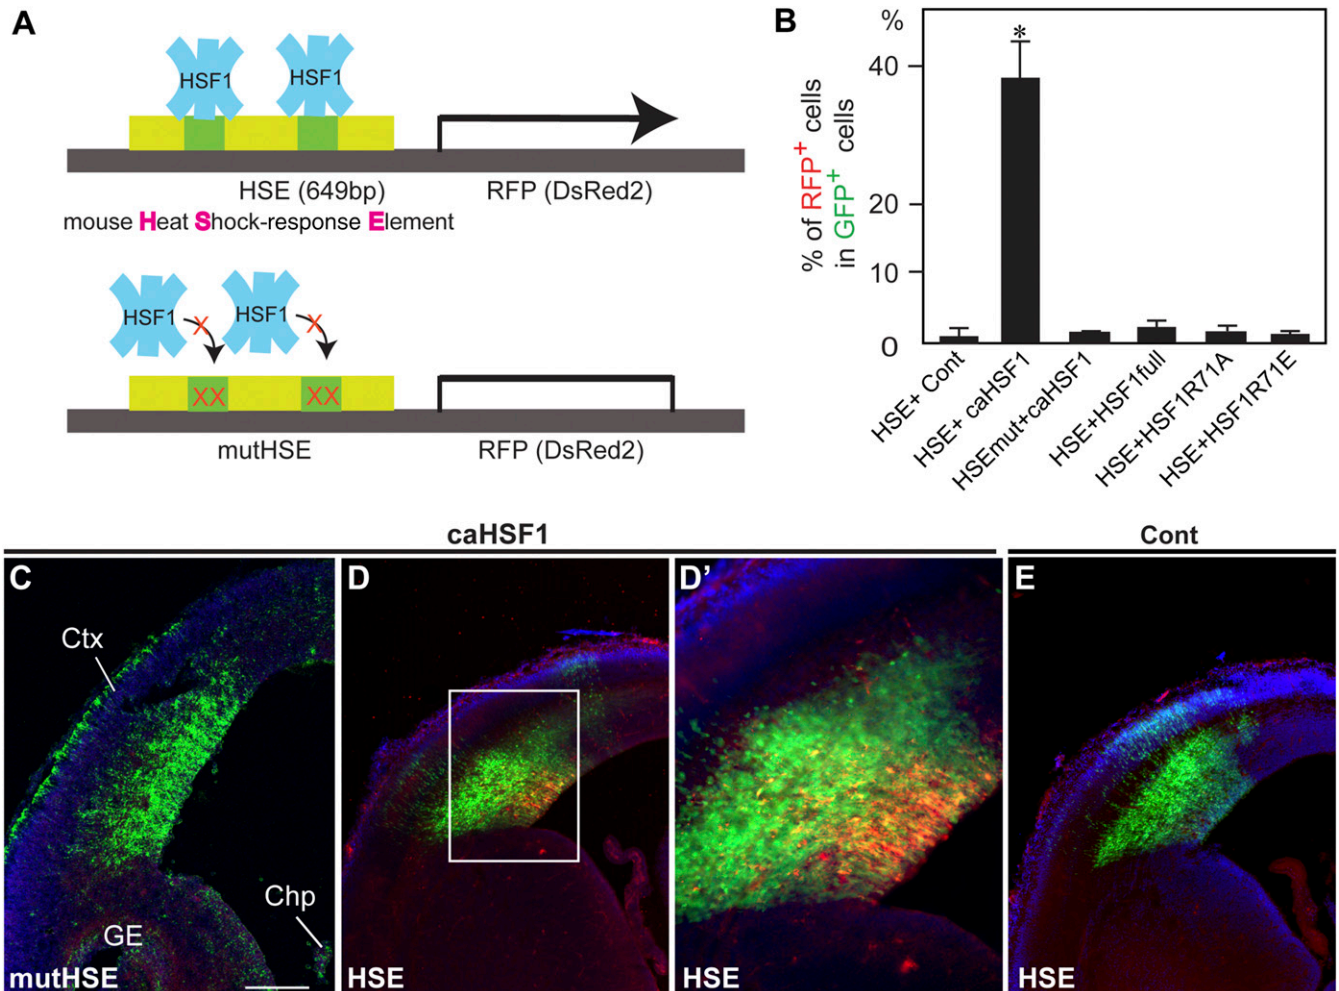 A
HSF1 HSF1
HSE (649bp) RFP (DsRed2)
mouse Heat Shock-response Element
HSF1 HSF1
X X
XX XX
mutHSE RFP (DsRed2)
B
%
40
20
10
0
% of RFP+ cells
in GFP+ cells
*
HSE+ Cont
HSE+ caHSF1
HSEmut+caHSF1
HSE+HSF1full
HSE+HSF1R71A
HSE+HSF1R71E
caHSF1 Cont
C
Ctx
Chp
GE
mutHSE
D
HSE
D’
HSE
E
HSE